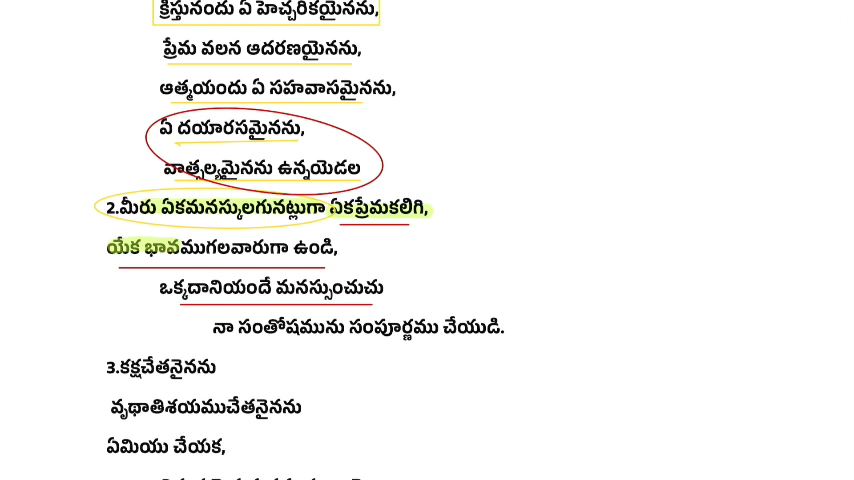 క్రీస్తునందు ఏ హెచ్చరికయైనను,
ప్రేమ వలన ఆదరణయైనను,
ఆత్మయందు ఏ సహవాసమైనను,
ఏ దయారసమైనను,
వాత్సల్యమైనను ఉన్నయెడల
2.మీరు ఏకమనస్కులగునట్లుగా ఏకప్రేమకలిగి,
యేక భావముగలవారుగా ఉండి,
ఒక్కదానియందే మనస్సుంచుచు
నా సంతోషమును సంపూర్ణము చేయుడి.
3.కక్షచేతనైనను
వృథాతిశయముచేతనైనను
ఏమియు చేయక,